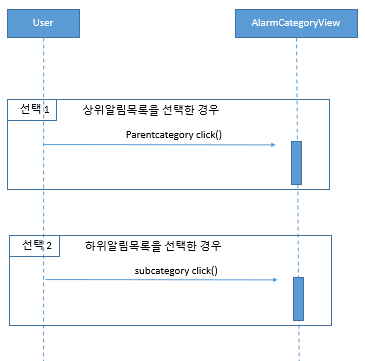 User
AlarmCategoryView
선택 1
상위알림목록을 선택한 경우
Parentcategory click()
선택 2
하위알림목록을 선택한 경우
subcategory click()